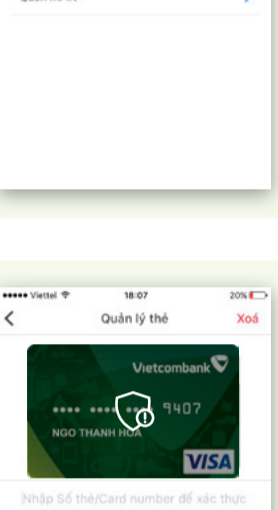 Viettel 18:07 20%
Quản lý thẻ Xoá
Vietcombank
•••• •••• •••• 9407
NGO THANH HOA
VISA
Nhập Số thẻ/Card number để xác thực